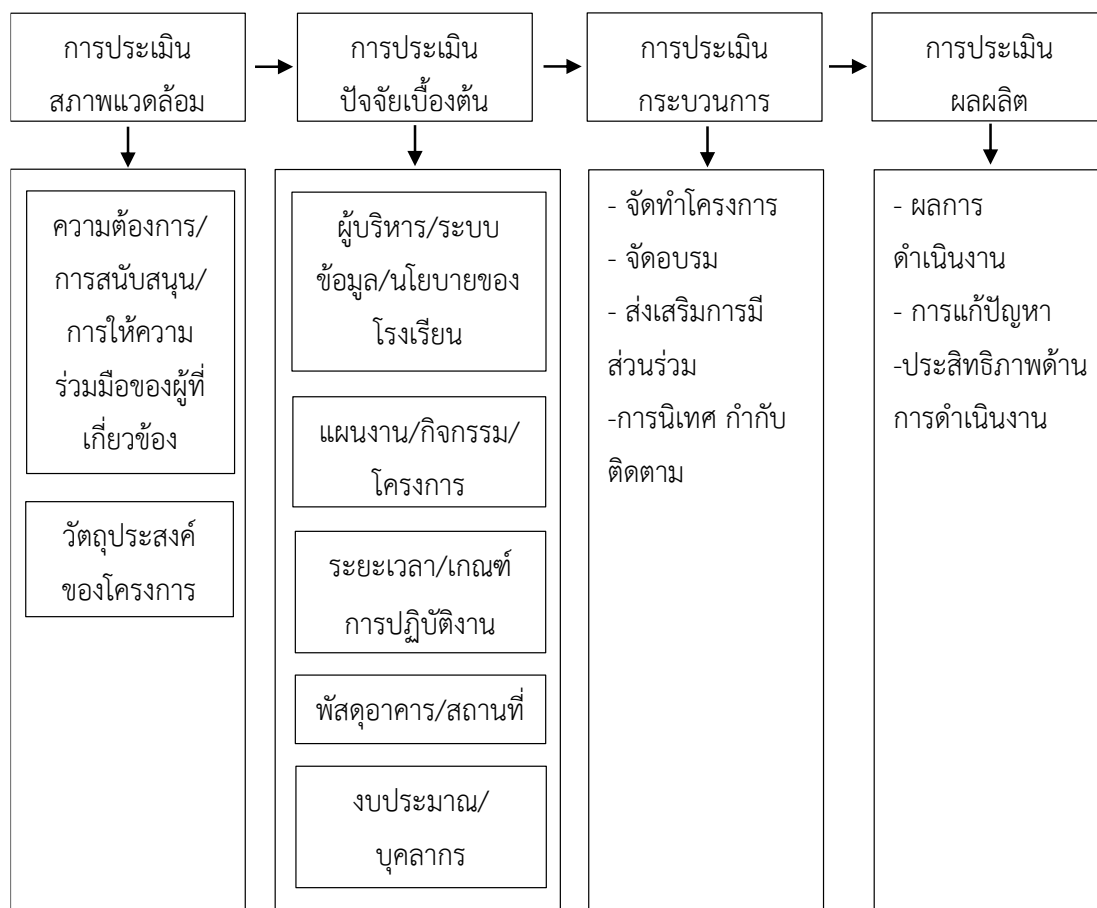 การประเมิน
สภาพแวดล้อม
การประเมิน
ปัจจัยเบื้องต้น
การประเมิน
กระบวนการ
การประเมิน
ผลผลิต
ความต้องการ/
การสนับสนุน/
การให้ความ
ร่วมมือของผู้ที่
เกี่ยวข้อง
วัตถุประสงค์
ของโครงการ
ผู้บริหาร/ระบบ
ข้อมูล/นโยบายของ
โรงเรียน
แผนงาน/กิจกรรม/
โครงการ
ระยะเวลา/เกณฑ์
การปฏิบัติงาน
พัสดุอาคาร/สถานที่
งบประมาณ/
บุคลากร
- จัดทำโครงการ
- จัดอบรม
- ส่งเสริมการมี
ส่วนร่วม
-การนิเทศ กำกับ
ติดตาม
- ผลการ
ดำเนินงาน
- การแก้ปัญหา
-ประสิทธิภาพด้าน
การดำเนินงาน